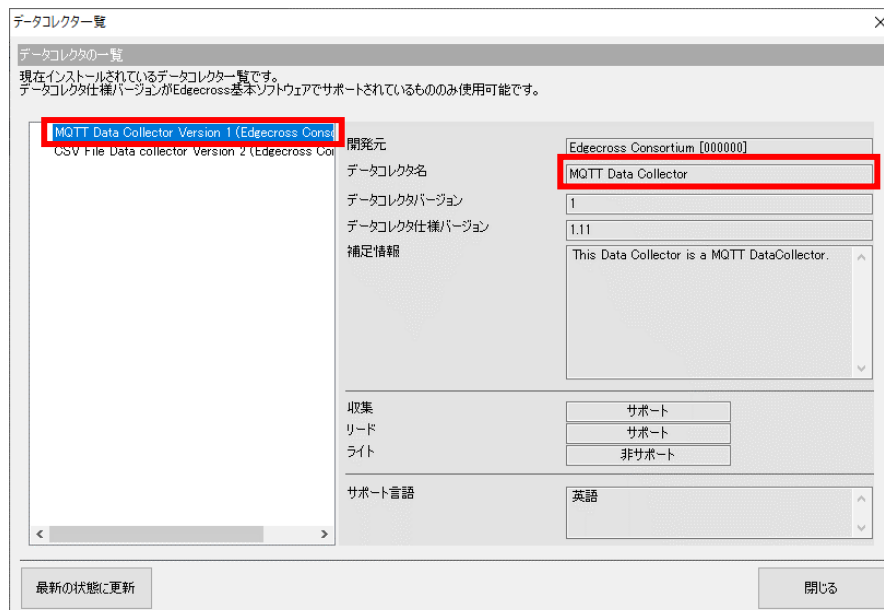 データコレクタ一覧
データコレクタの一覧
現在インストールされているデータコレクタ一覧です。
データコレクタ仕様バージョンがEdgecross基本ソフトウェアでサポートされているもののみ使用可能です。
MQTT Data Collector Version 1 (Edgecross Conso
CSV File Data collector Version 2 (Edgecross Co
開発元
Edgecross Consortium [000000]
データコレクタ名
MQTT Data Collector
データコレクタバージョン
1
データコレクタ仕様バージョン
1.11
補足情報
This Data Collector is a MQTT DataCollector.
収集
サポート
リード
サポート
ライト
非サポート
サポート言語
英語
最新の状態に更新
閉じる